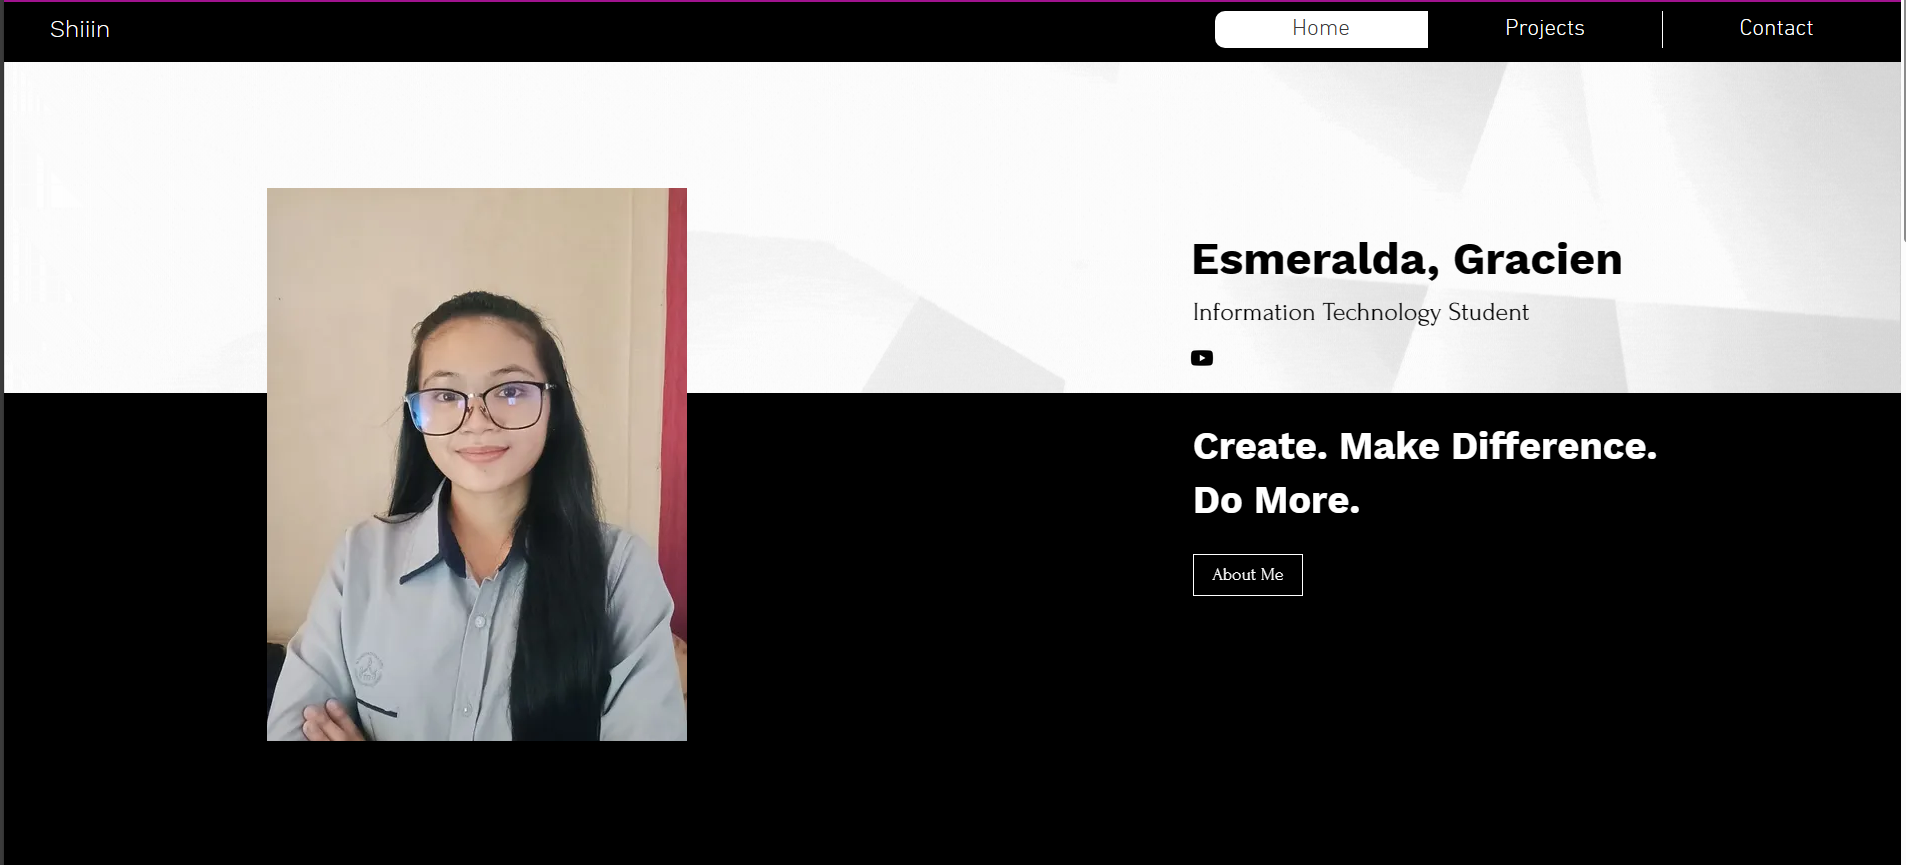 Shiiin
Home
Projects
Contact
Esmeralda, Gracien
Information Technology Student
Create. Make Difference.
Do More.
About Me